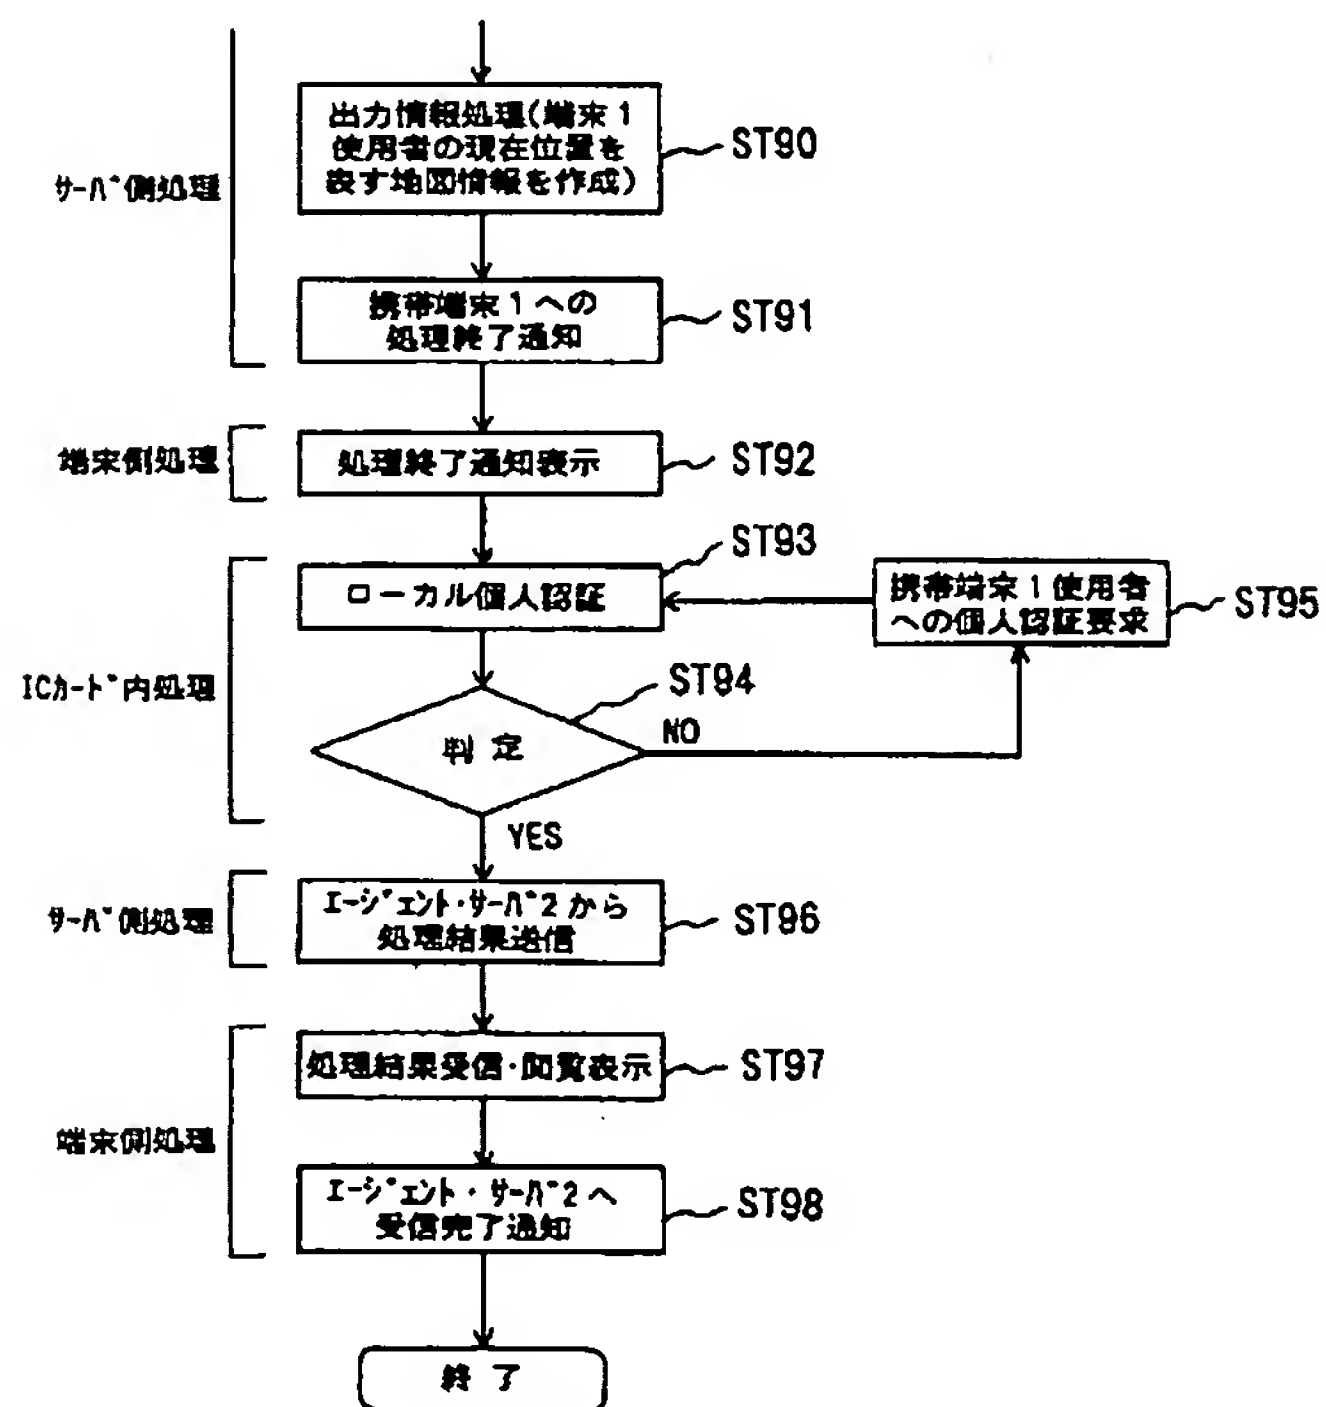 出力情報処理(端末1
使用者の現在位置を
表す地図情報を作成)
ST90
サーバ側処理
携帯端末1への
処理終了通知
ST91
端末側処理
処理終了通知表示
ST92
ST93
ローカル個人認証
携帯端末1使用者
への個人認証要求
ST95
ICカード内処理
ST94
判定
NO
YES
サーバ側処理
エージェント・サーバ2から
処理結果送信
ST96
処理結果受信・閲覧表示
ST97
端末側処理
エージェント・サーバ2へ
受信完了通知
ST98
終了